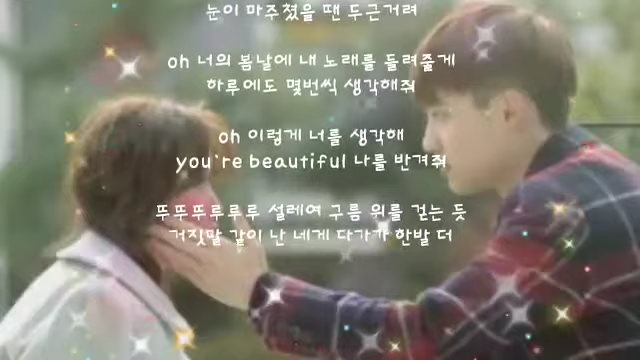 눈이 마주쳤을 땐 두근거려
oh 너의 봄날에 내 노래를 들려줄게
하루에도 몇번씩 생각해줘
oh 이렇게 너를 생각해
you're beautiful 나를 반겨줘
뚜뚜뚜루루루 설레여 구름 위를 걷는 듯
거짓말 같이 난 네게 다가가 한발 더